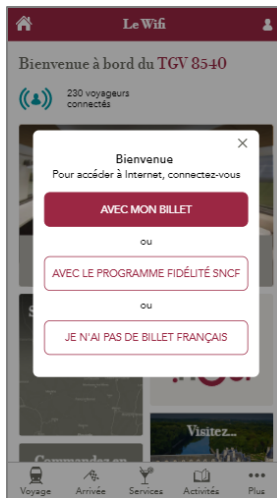 Le Wifi
Bienvenue à bord du TGV 8540
230 voyageurs
connectés
Bienvenue
Pour accéder à Internet, connectez-vous
AVEC MON BILLET
ou
AVEC LE PROGRAMME FIDÉLITÉ SNCF
ou
JE N'AI PAS DE BILLET FRANÇAIS
Visitez...
Commandez en
Voyage
Arrivée
Services
Activités
Plus